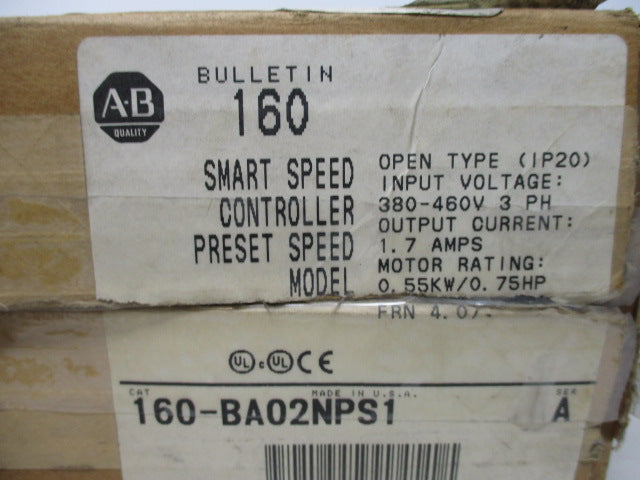 A·B
QUALITY
BULLETIN
160
SMART SPEED
CONTROLLER
PRESET SPEED
MODEL
OPEN TYPE (IP20)
INPUT VOLTAGE:
380-460V 3 PH
OUTPUT CURRENT:
1.7 AMPS
MOTOR RATING:
0.55KW/0.75HP
FRN 4.07
UL c UL CE
CAT MADE IN U.S.A. SER
160-BA02NPS1 A